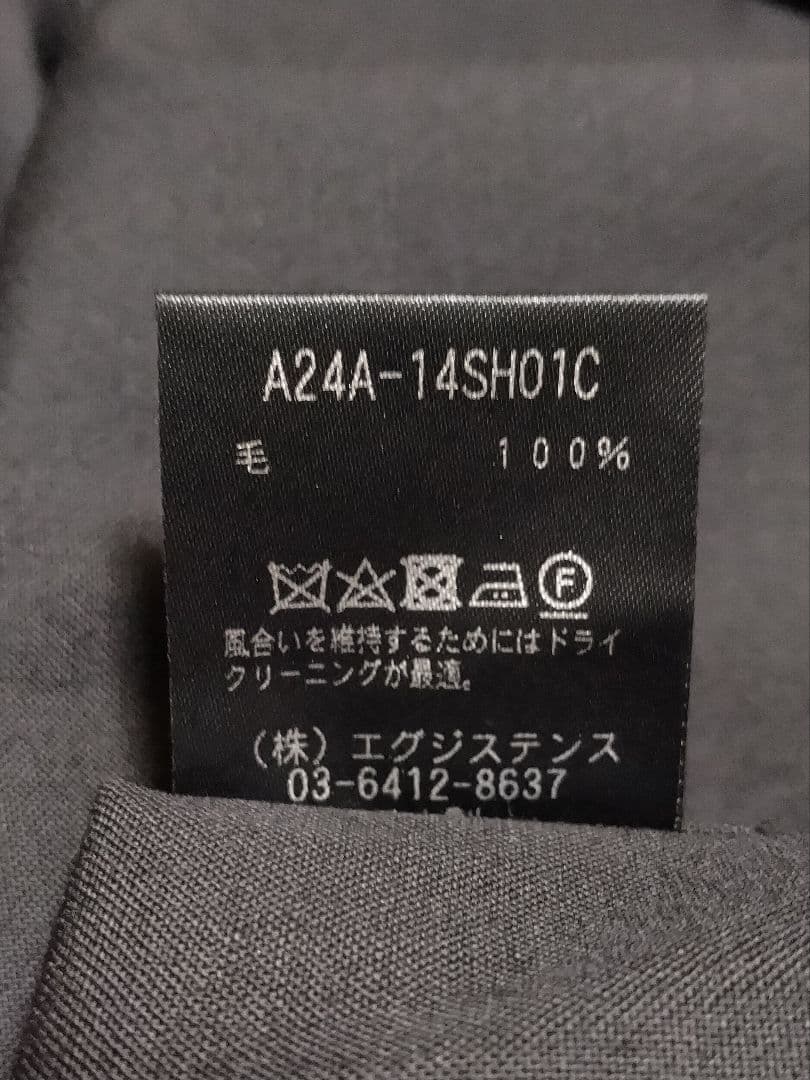 A24A-14SH01C
毛 100%
F
風合いを維持するためにはドライ
クリーニングが最適。
（株）エグジステンス
03-6412-8637